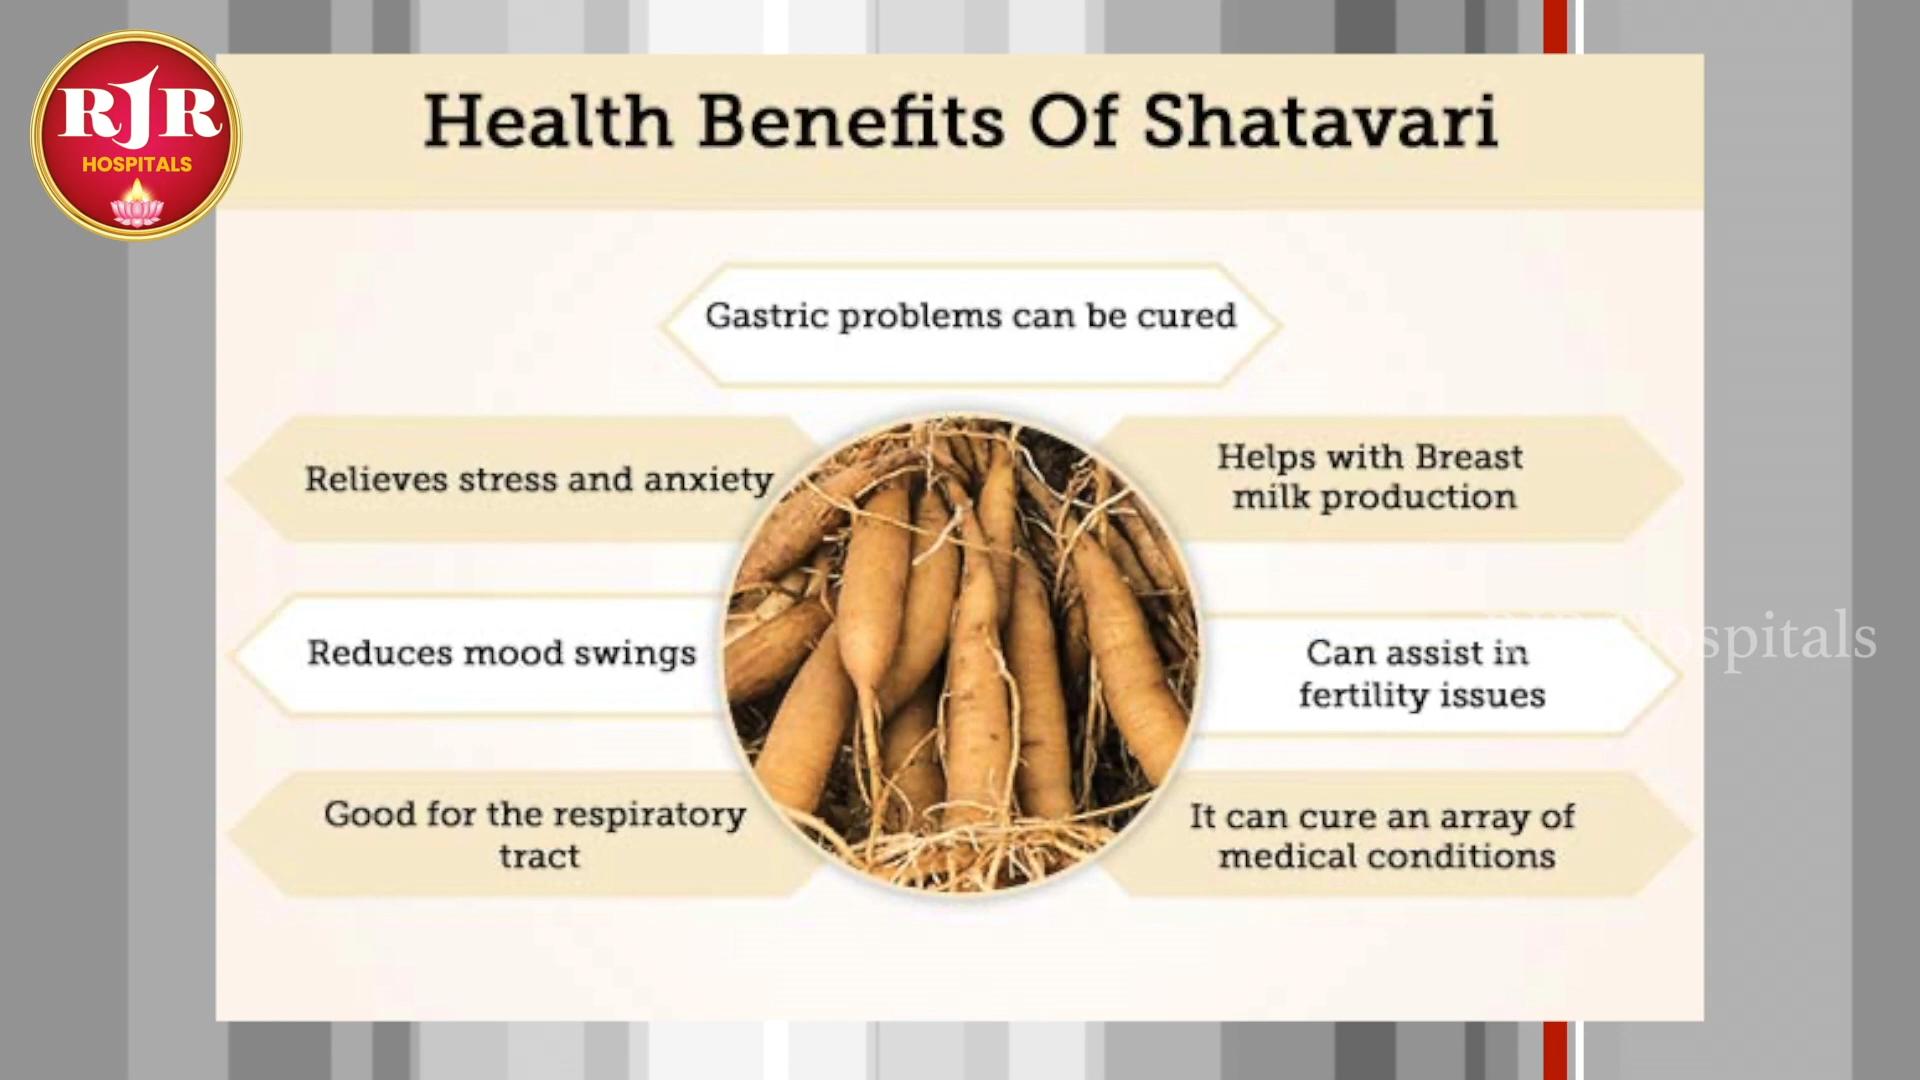 RJR
HOSPITALS
Health Benefits Of Shatavari
Gastric problems can be cured
Relieves stress and anxiety
Helps with Breast
milk production
Reduces mood swings
Can assist in
fertility issues
Hospitals
Good for the respiratory
tract
It can cure an array of
medical conditions